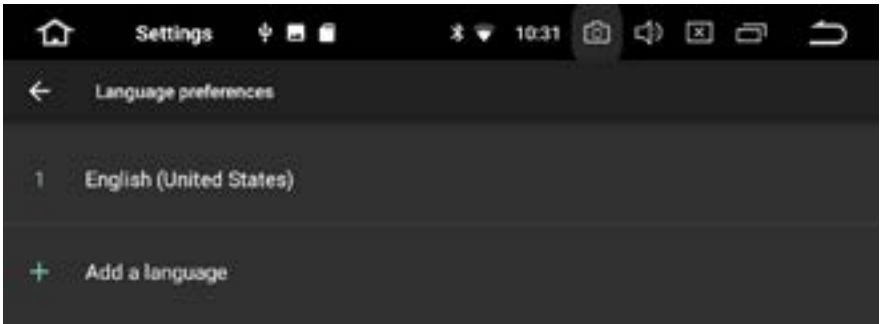 Settings 10:31
Language preferences
1 English (United States)
+ Add a language